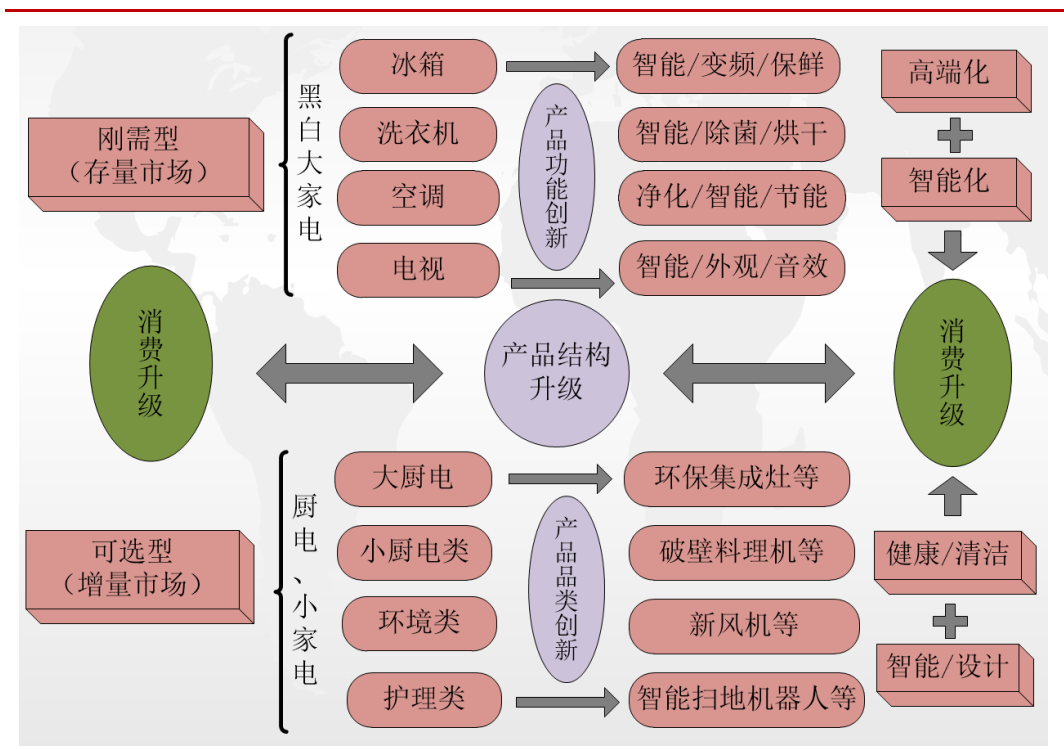 刚需型
（存量市场）
黑白大家电
冰箱
洗衣机
空调
电视
产品功能创新
智能/变频/保鲜
智能/除菌/烘干
净化/智能/节能
智能/外观/音效
高端化
智能化
消费升级
产品结构
升级
消费升级
可选型
（增量市场）
厨电、小家电
大厨电
小厨电类
环境类
护理类
产品品类创新
环保集成灶等
破壁料理机等
新风机等
智能扫地机器人等
健康/清洁
智能/设计